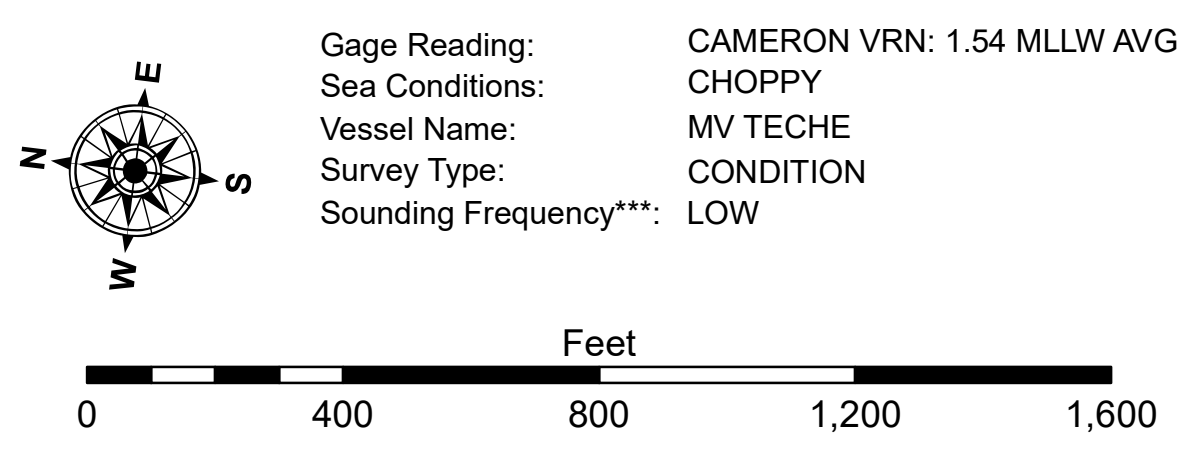 E
N
S
W
Gage Reading: CAMERON VRN: 1.54 MLLW AVG
Sea Conditions: CHOPPY
Vessel Name: MV TECHE
Survey Type: CONDITION
Sounding Frequency***: LOW
Feet
0 400 800 1,200 1,600